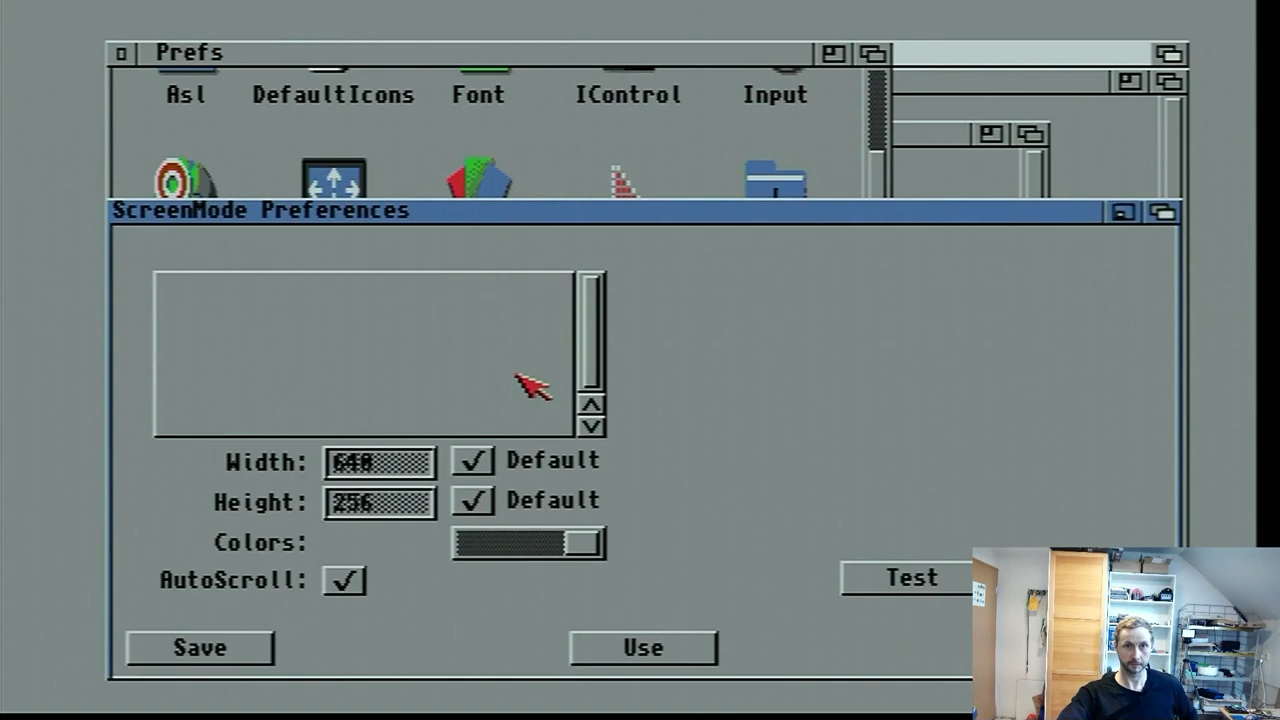 Prefs
Asl DefaultIcons Font IControl Input
ScreenMode Preferences
Width: 640 Default
Height: 256 Default
Colors:
AutoScroll:
Test
Save Use